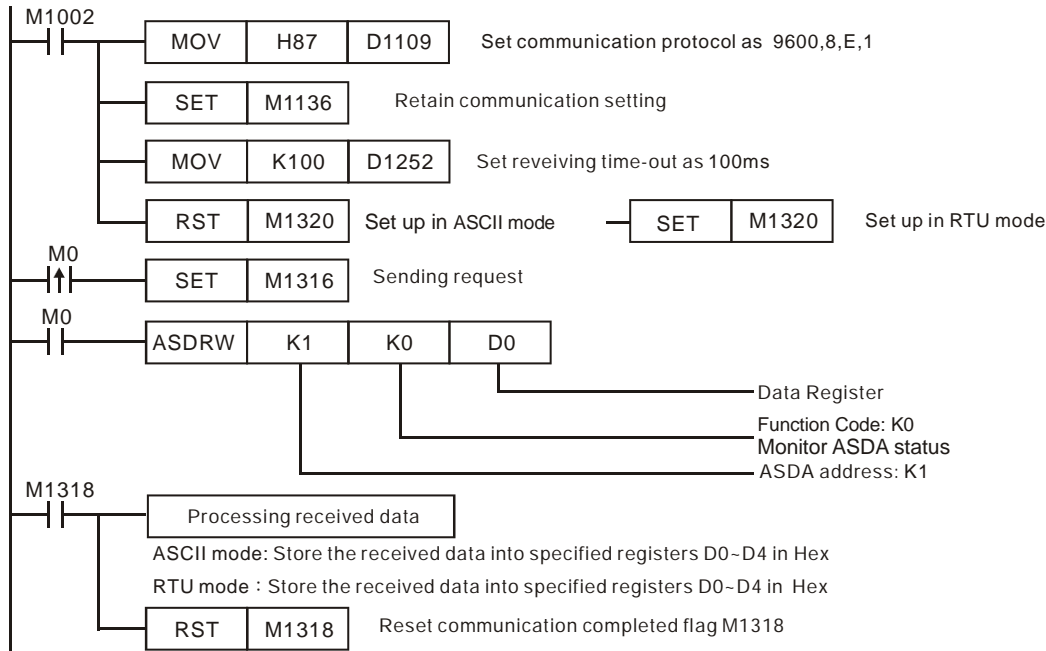 M1002
MOV H87 D1109 Set communication protocol as 9600,8,E,1
SET M1136 Retain communication setting
MOV K100 D1252 Set reveiving time-out as 100ms
RST M1320 Set up in ASCII mode SET M1320 Set up in RTU mode
M0
SET M1316 Sending request
M0
ASDRW K1 K0 D0
Data Register
Function Code: K0
Monitor ASDA status
ASDA address: K1
M1318
Processing received data
ASCII mode: Store the received data into specified registers D0~D4 in Hex
RTU mode：Store the received data into specified registers D0~D4 in Hex
RST M1318 Reset communication completed flag M1318